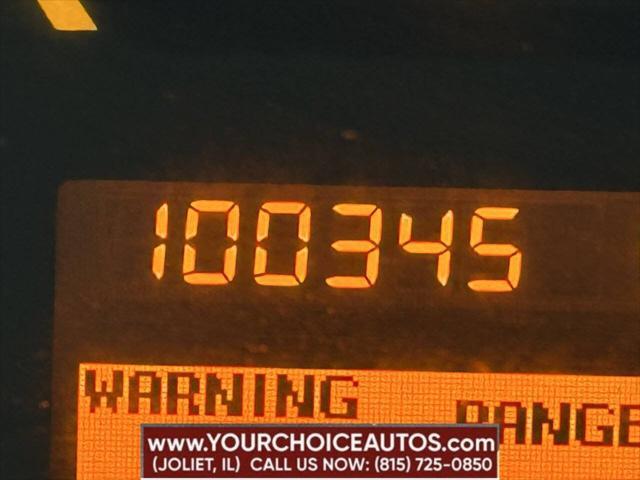 100345
WARNING
www.YOURCHOICEAUTOS.com
(JOLIET, IL) CALL US NOW: (815) 725-0850